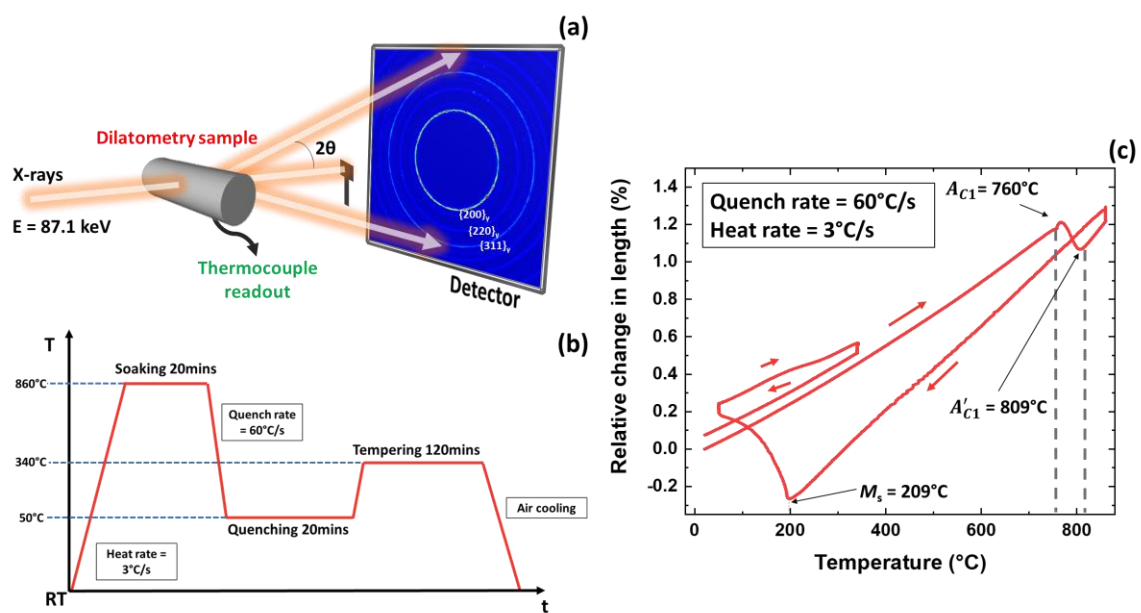 (a)
Dilatometry sample
2θ
X-rays
E = 87.1 keV
{200}γ
{220}γ
{311}γ
Thermocouple
readout
Detector
(b)
T
Soaking 20mins
860°C
Quench rate
= 60°C/s
Tempering 120mins
340°C
Air cooling
50°C
Quenching 20mins
Heat rate =
3°C/s
RT
t
(c)
Quench rate = 60°C/s
Heat rate = 3°C/s
A_C1 = 760°C
A′_C1 = 809°C
M_s = 209°C
Relative change in length (%)
1.4
1.2
1.0
0.8
0.6
0.4
0.2
0.0
-0.2
0
200
400
600
800
Temperature (°C)